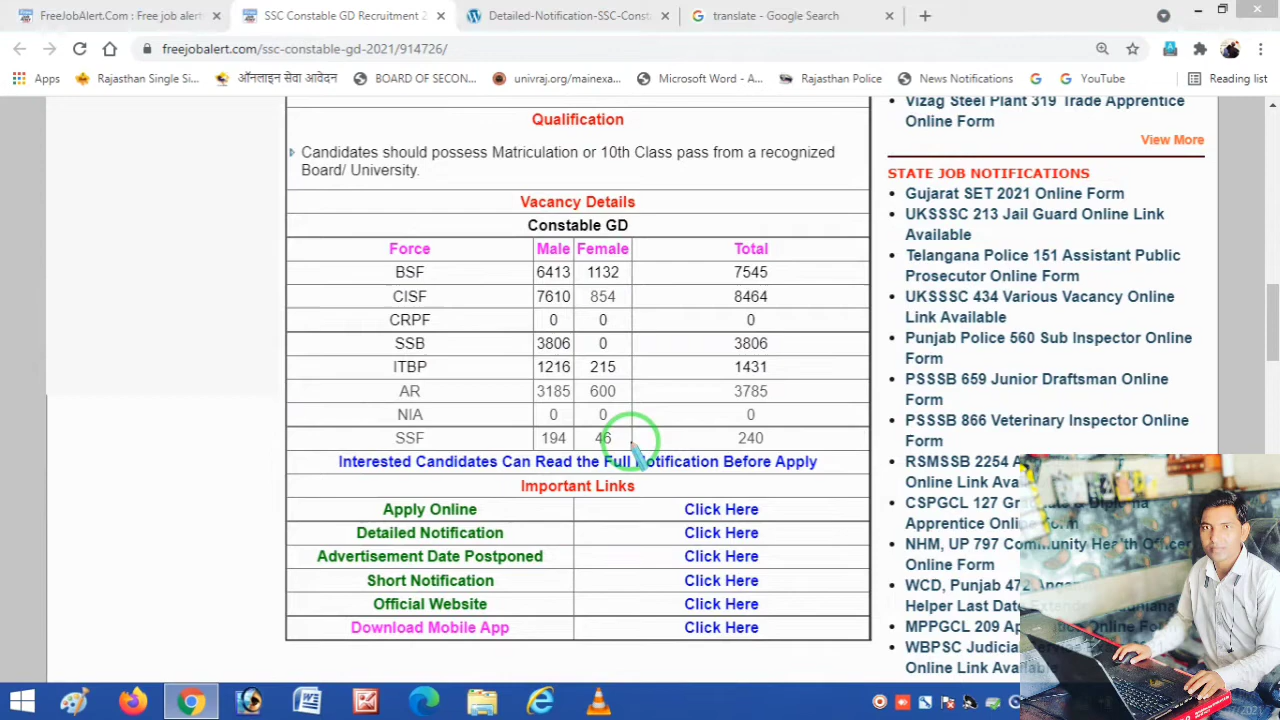 FreeJobAlert.Com : Free job alert
SSC Constable GD Recruitment 2
Detailed-Notification-SSC-Const
translate - Google Search
freejobalert.com/ssc-constable-gd-2021/914726/
Apps
Rajasthan Single Si...
ऑनलाइन सेवा आवेदन
BOARD OF SECON...
univraj.org/mainexa...
Microsoft Word - A...
Rajasthan Police
News Notifications
YouTube
Reading list
Qualification
Candidates should possess Matriculation or 10th Class pass from a recognized
Board/ University.
Vacancy Details
Constable GD
Force Male Female Total
BSF 6413 1132 7545
CISF 7610 854 8464
CRPF 0 0 0
SSB 3806 0 3806
ITBP 1216 215 1431
AR 3185 600 3785
NIA 0 0 0
SSF 194 46 240
Interested Candidates Can Read the Full Notification Before Apply
Important Links
Apply Online Click Here
Detailed Notification Click Here
Advertisement Date Postponed Click Here
Short Notification Click Here
Official Website Click Here
Download Mobile App Click Here
Vizag Steel Plant 319 Trade Apprentice
Online Form
View More
STATE JOB NOTIFICATIONS
Gujarat SET 2021 Online Form
UKSSSC 213 Jail Guard Online Link
Available
Telangana Police 151 Assistant Public
Prosecutor Online Form
UKSSSC 434 Various Vacancy Online
Link Available
Punjab Police 560 Sub Inspector Online
Form
PSSSB 659 Junior Draftsman Online
Form
PSSSB 866 Veterinary Inspector Online
Form
RSMSSB 2254
Online Link
CSPGCL 127
Apprentice
NHM, UP 797 Community Health Officer
Online Form
WCD, Punjab 472
Helper Last Date
MPPGCL 209
WBPSC Judicial
Online Link